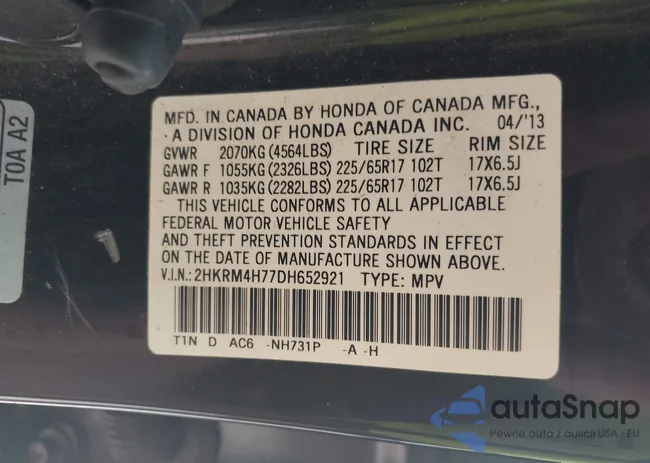 TOA A2
MFD. IN CANADA BY HONDA OF CANADA MFG.,
A DIVISION OF HONDA CANADA INC. 04/'13
GVWR 2070KG (4564LBS) TIRE SIZE RIM SIZE
GAWR F 1055KG (2326LBS) 225/65R17 102T 17X6.5J
GAWR R 1035KG (2282LBS) 225/65R17 102T 17X6.5J
THIS VEHICLE CONFORMS TO ALL APPLICABLE
FEDERAL MOTOR VEHICLE SAFETY
AND THEFT PREVENTION STANDARDS IN EFFECT
ON THE DATE OF MANUFACTURE SHOWN ABOVE.
V.I.N.: 2HKRM4H77DH652921 TYPE: MPV
T1N D AC6 -NH731P -A -H
autaSnap
Pewne auta z aukcji USA i EU